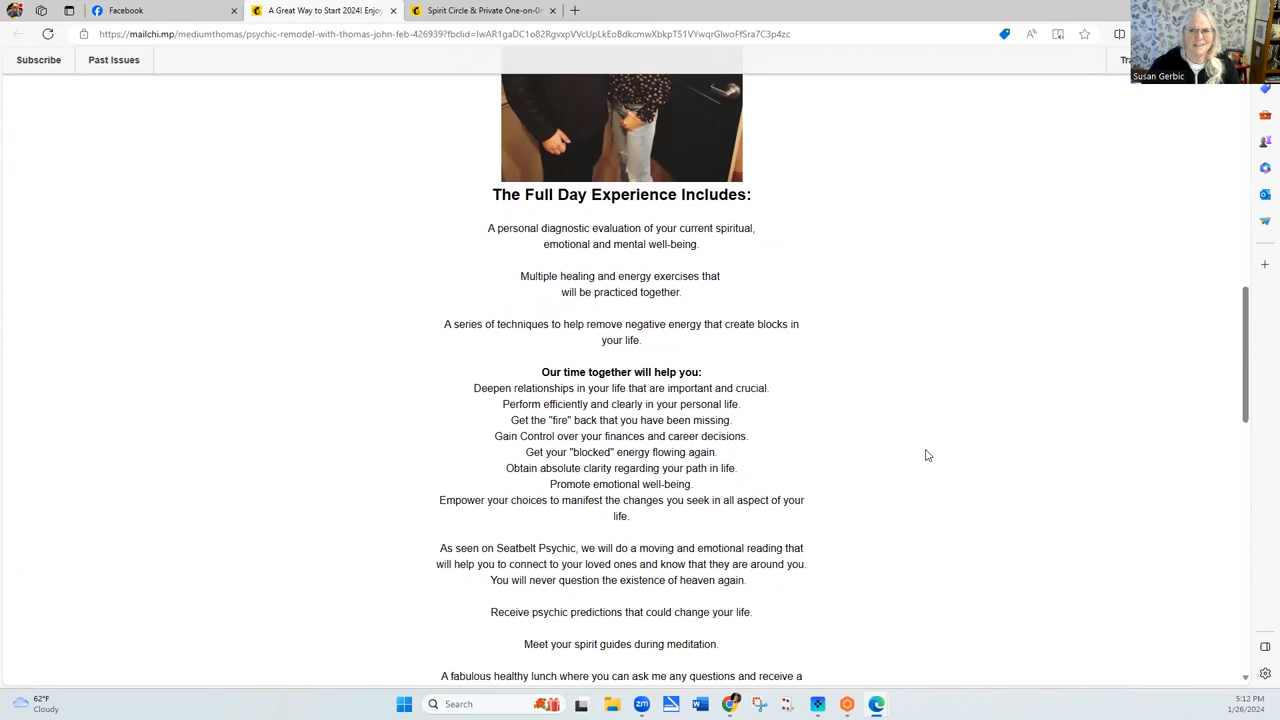 Facebook
A Great Way to Start 2024! Enjoy
Spirit Circle & Private One-on-On
https://mailchi.mp/mediumthomas/psychic-remodel-with-thomas-john-feb-426939?fbclid=IwAR1gaDC1o82RgvxpVVcUpLkEoBdkcmwXbkpT51VYwqrGlwoFfSra7C3p4zc
Susan Gerbic
Subscribe
Past Issues
Tra
The Full Day Experience Includes:
A personal diagnostic evaluation of your current spiritual,
emotional and mental well-being.
Multiple healing and energy exercises that
will be practiced together.
A series of techniques to help remove negative energy that create blocks in
your life.
Our time together will help you:
Deepen relationships in your life that are important and crucial.
Perform efficiently and clearly in your personal life.
Get the "fire" back that you have been missing.
Gain Control over your finances and career decisions.
Get your "blocked" energy flowing again.
Obtain absolute clarity regarding your path in life.
Promote emotional well-being.
Empower your choices to manifest the changes you seek in all aspect of your
life.
As seen on Seatbelt Psychic, we will do a moving and emotional reading that
will help you to connect to your loved ones and know that they are around you.
You will never question the existence of heaven again.
Receive psychic predictions that could change your life.
Meet your spirit guides during meditation.
A fabulous healthy lunch where you can ask me any questions and receive a
62°F
Cloudy
Search
5:12 PM
1/26/2024